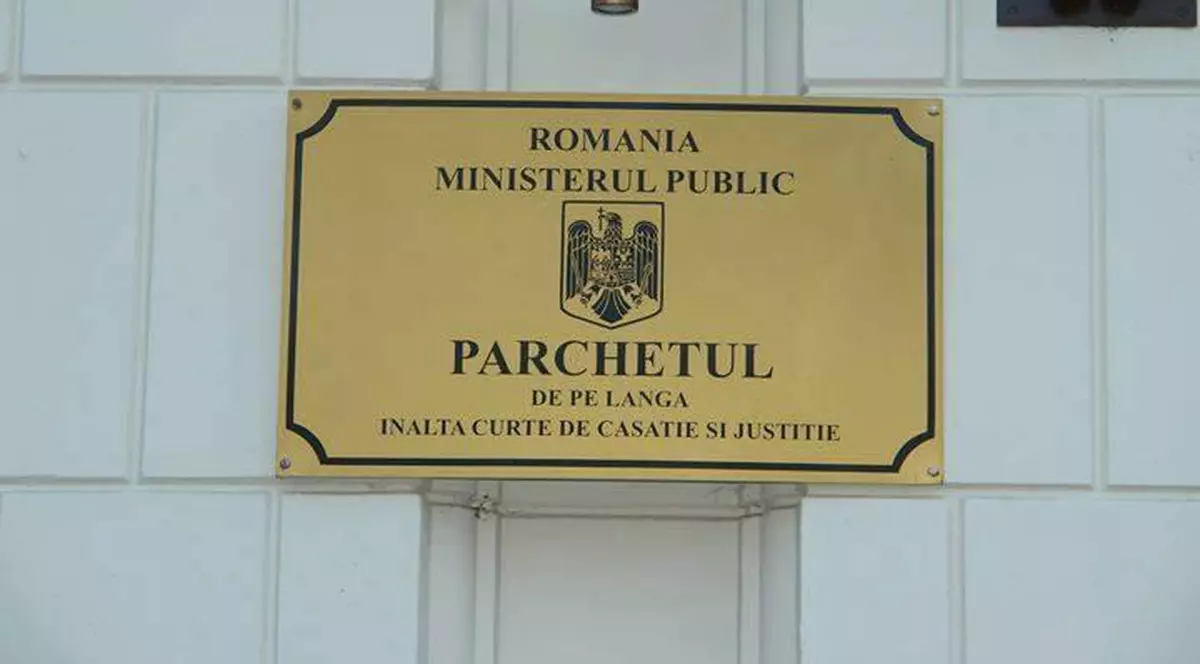 ROMANIA
MINISTERUL PUBLIC
PARCHETUL
DE PE LANGA
INALTA CURTE DE CASATIE SI JUSTITIE